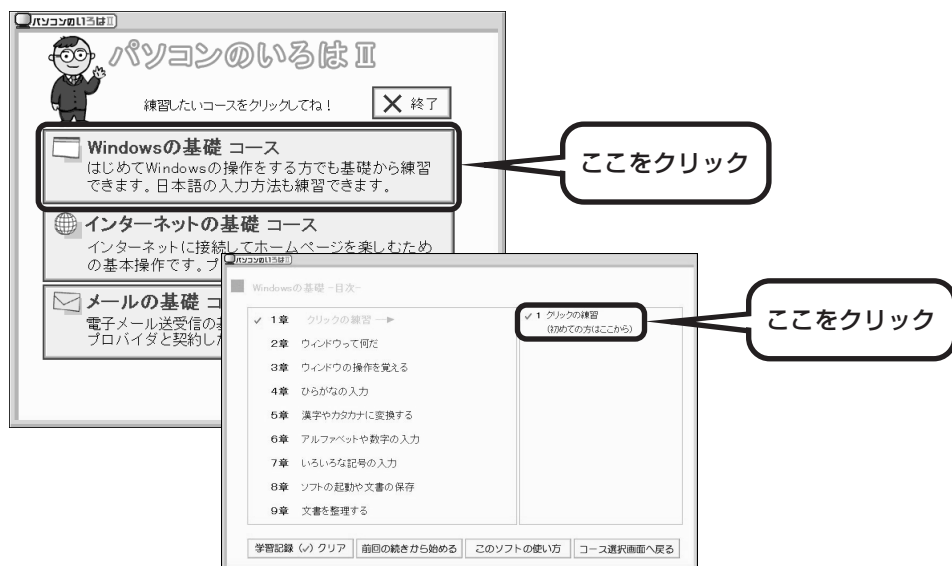 パソコンのいろはⅡ
パソコンのいろはⅡ
練習したいコースをクリックしてね！
終了
Windowsの基礎 コース
はじめてWindowsの操作をする方でも基礎から練習
できます。日本語の入力方法も練習できます。
ここをクリック
インターネットの基礎 コース
インターネットに接続してホームページを楽しむため
の基本操作です。プ
メールの基礎 コ
電子メール送受信の
プロバイダと契約し
パソコンのいろはⅡ
Windowsの基礎 -目次-
✓ 1章 クリックの練習
2章 ウィンドウって何だ
3章 ウィンドウの操作を覚える
4章 ひらがなの入力
5章 漢字やカタカナに変換する
6章 アルファベットや数字の入力
7章 いろいろな記号の入力
8章 ソフトの起動や文書の保存
9章 文書を整理する
✓ 1 クリックの練習
(初めての方はここから)
ここをクリック
学習記録（✓）クリア
前回の続きから始める
このソフトの使い方
コース選択画面へ戻る